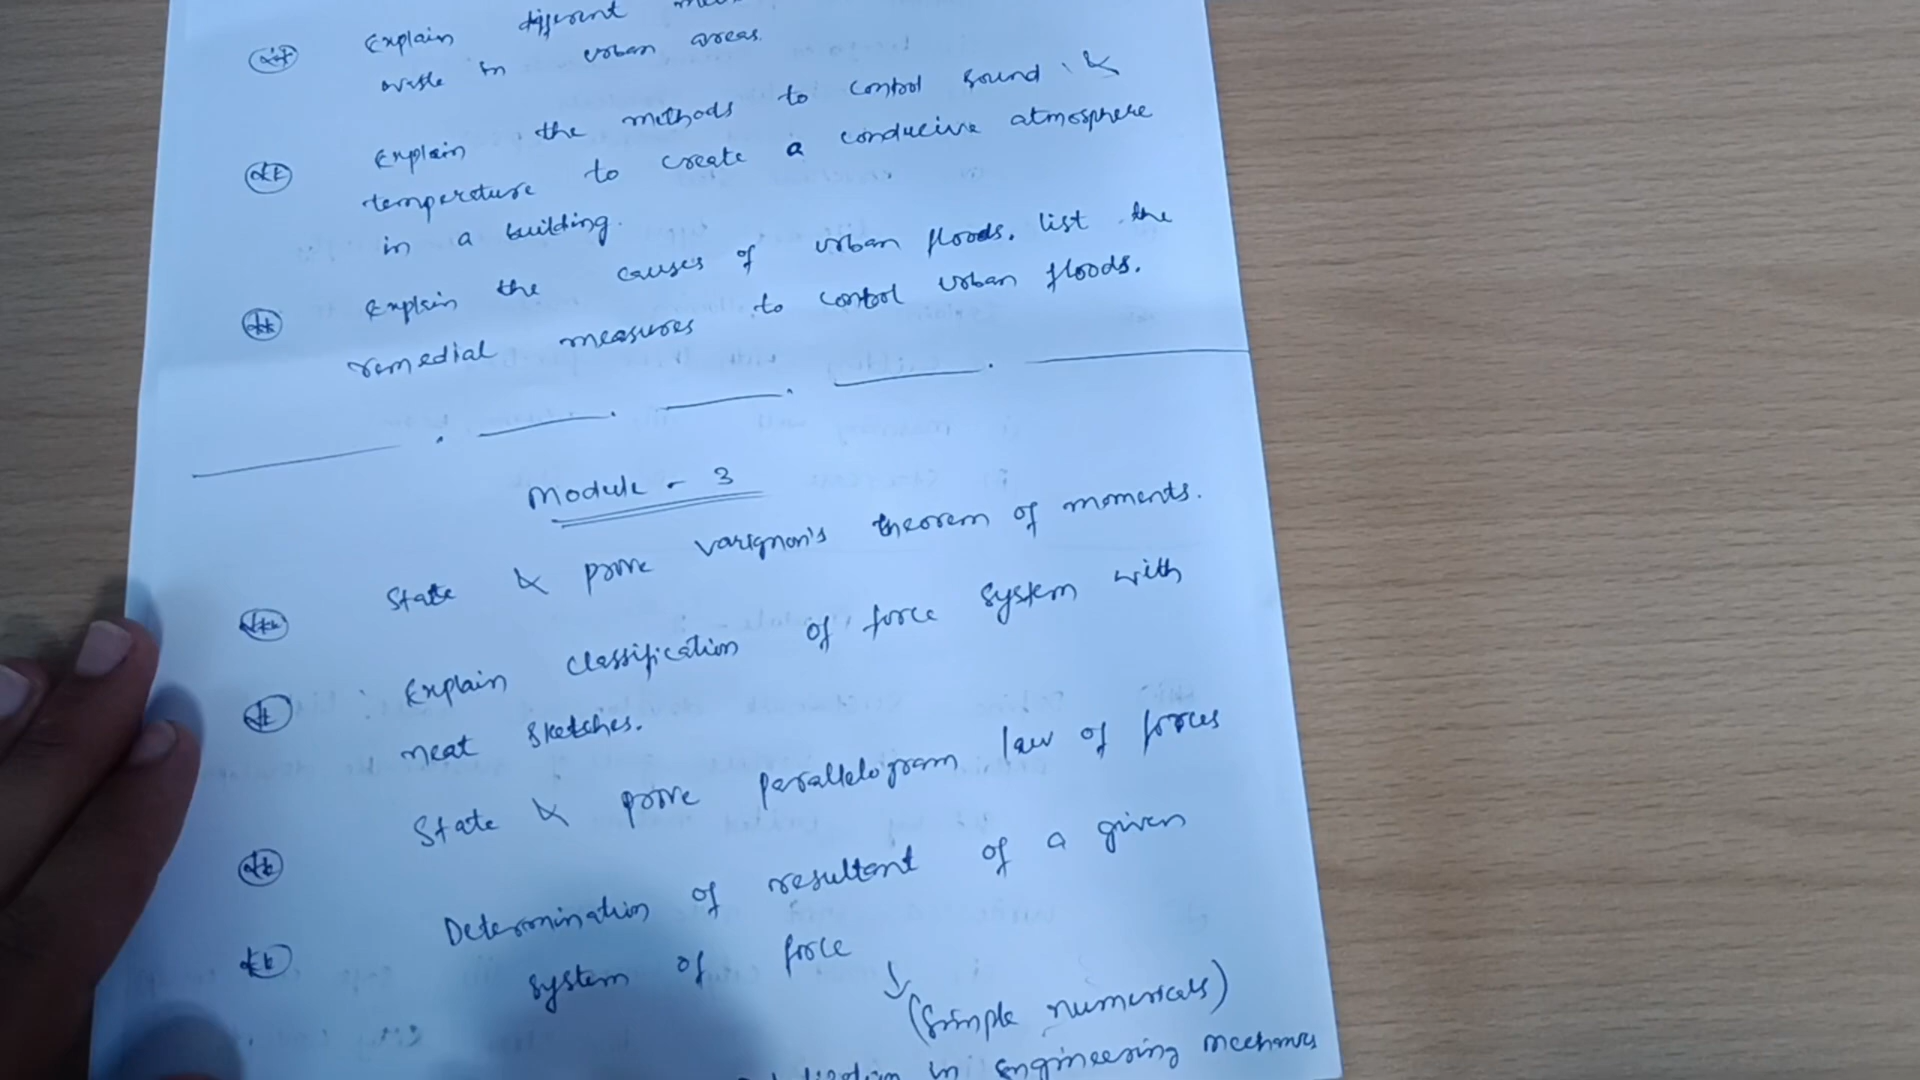 Explain different
waste in urban areas.
Explain the methods to control sound &
temperature to create a conducive atmosphere
in a building.
Explain the causes of urban floods. list the
remedial measures to control urban floods.
Module - 3
State & prove varignon's theorem of moments.
Explain classification of force system with
neat sketches.
State & prove parallelogram law of forces
Determination of resultant of a given
system of force
(Simple numericals)
in engineering mechanics